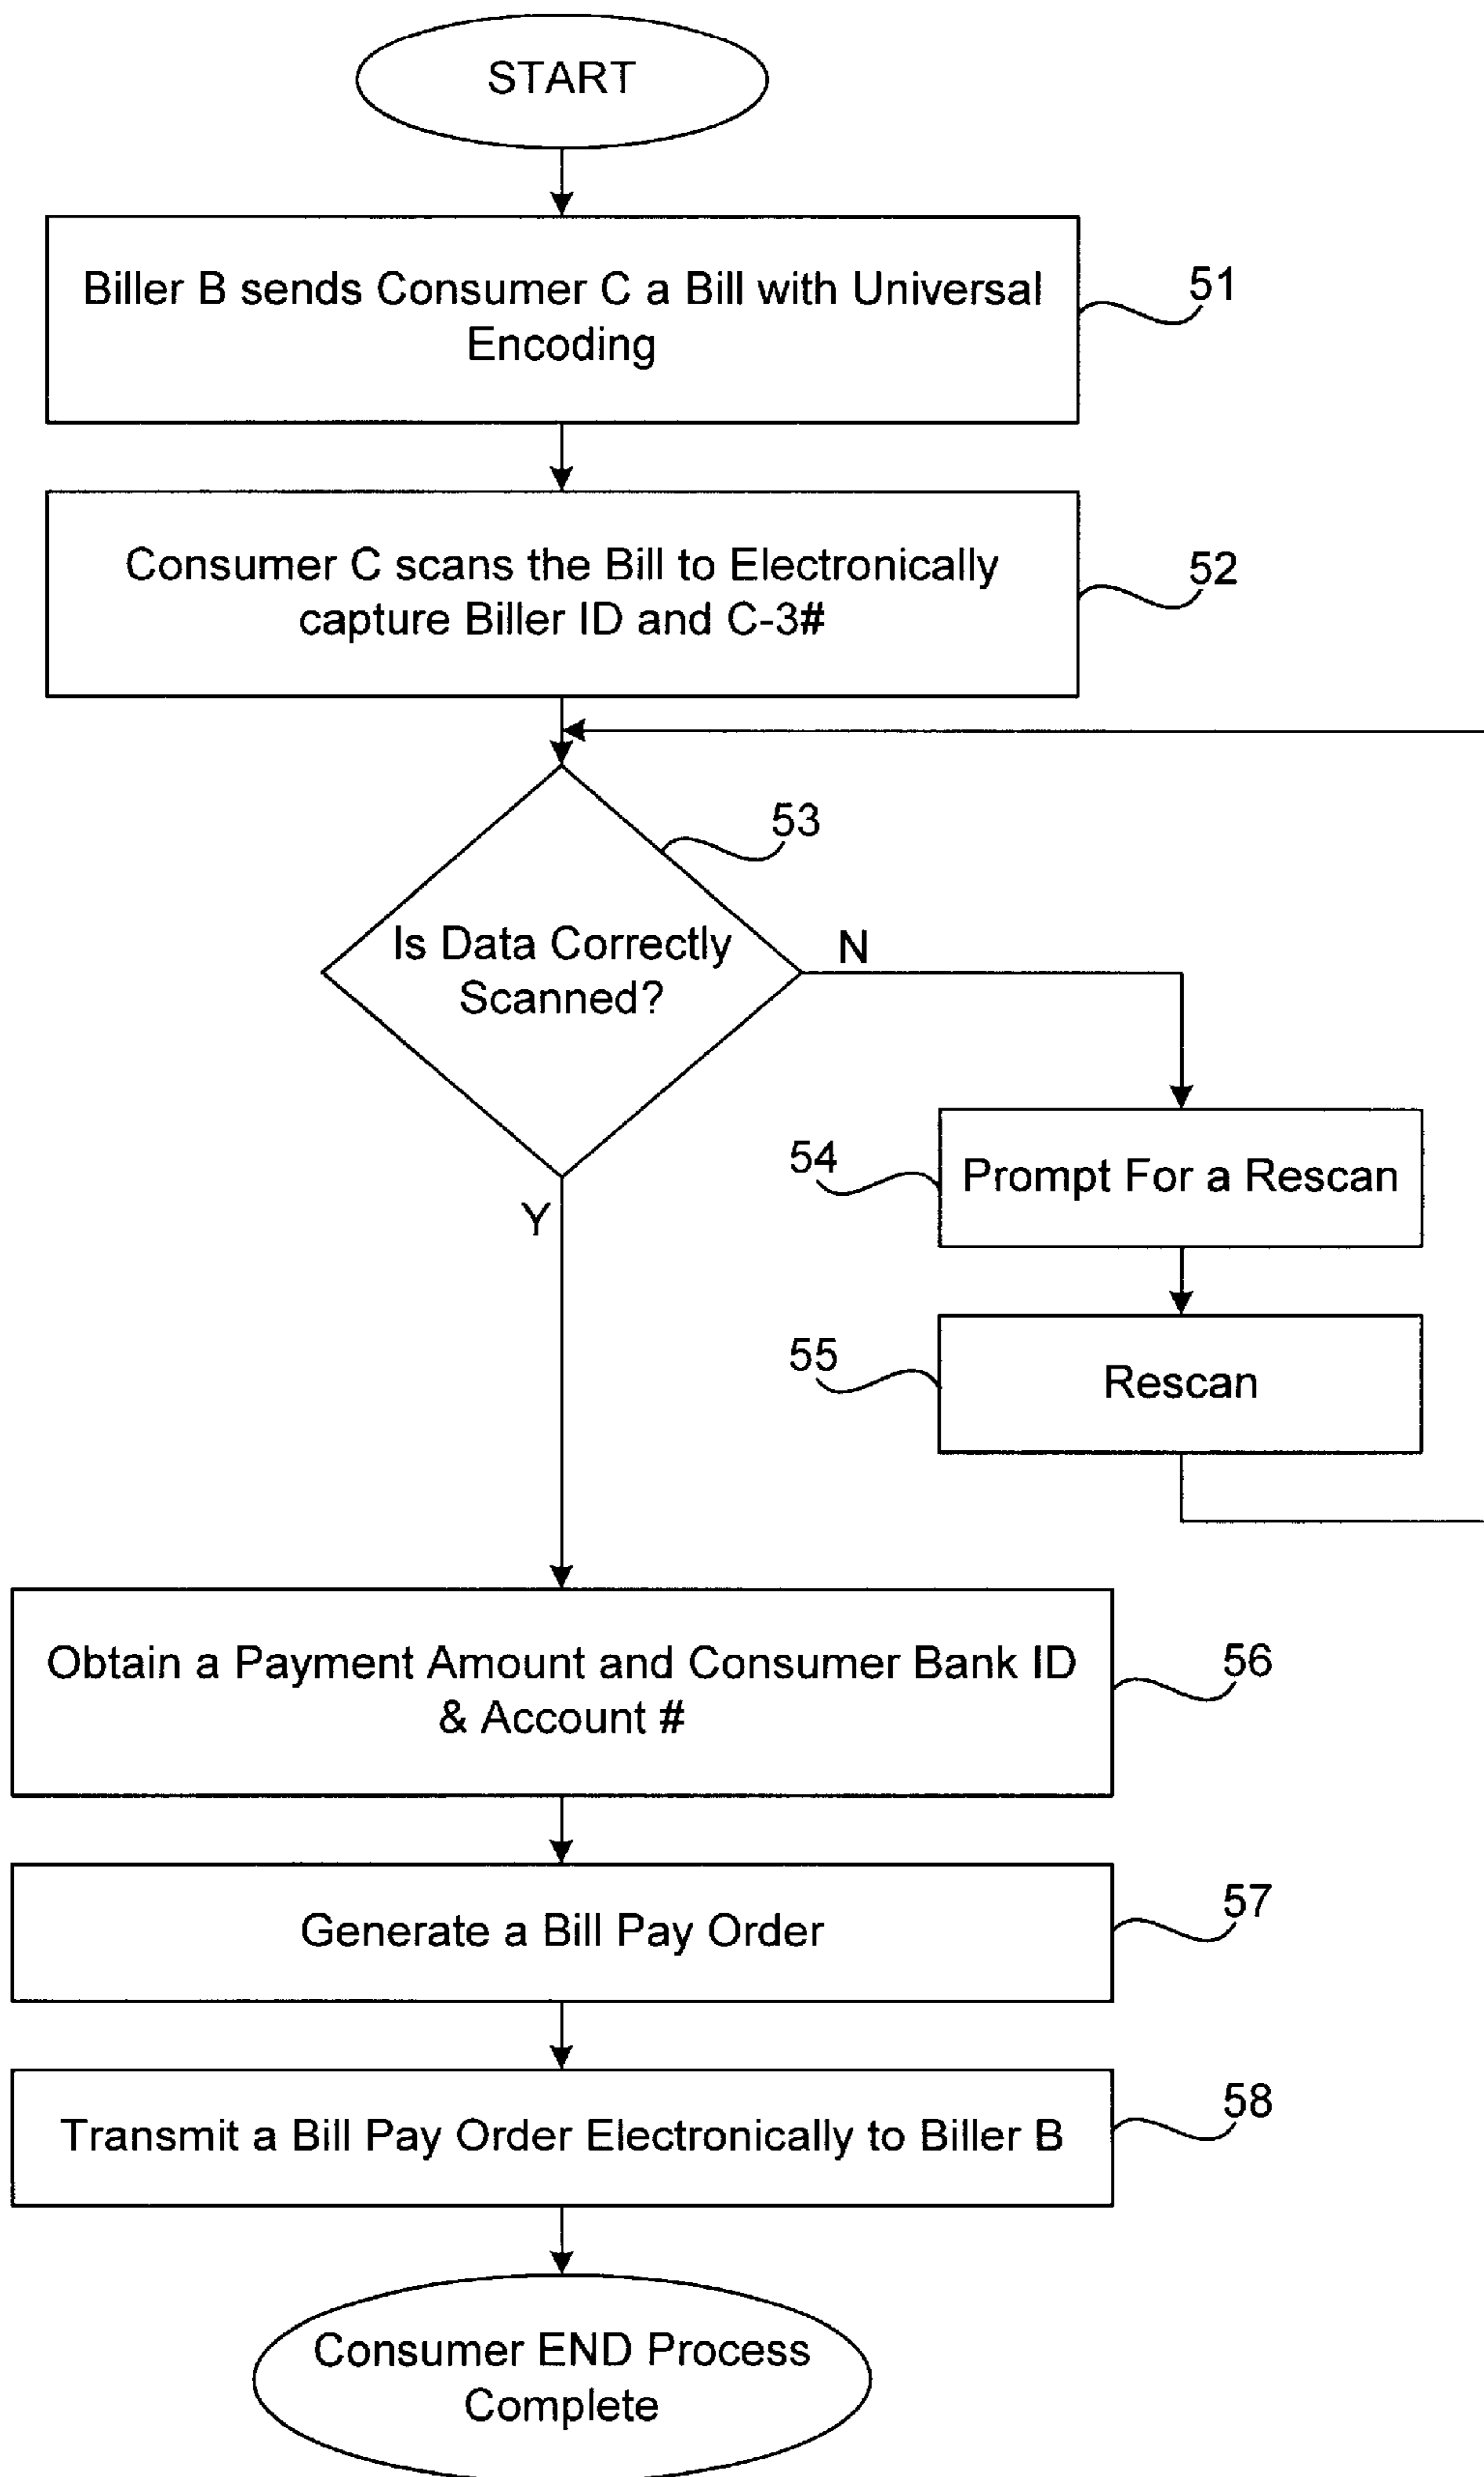 START
Biller B sends Consumer C a Bill with Universal
Encoding
51
Consumer C scans the Bill to Electronically
capture Biller ID and C-3#
52
53
Is Data Correctly
Scanned?
N
54
Prompt For a Rescan
Y
55
Rescan
Obtain a Payment Amount and Consumer Bank ID
& Account #
56
Generate a Bill Pay Order
57
Transmit a Bill Pay Order Electronically to Biller B
58
Consumer END Process
Complete